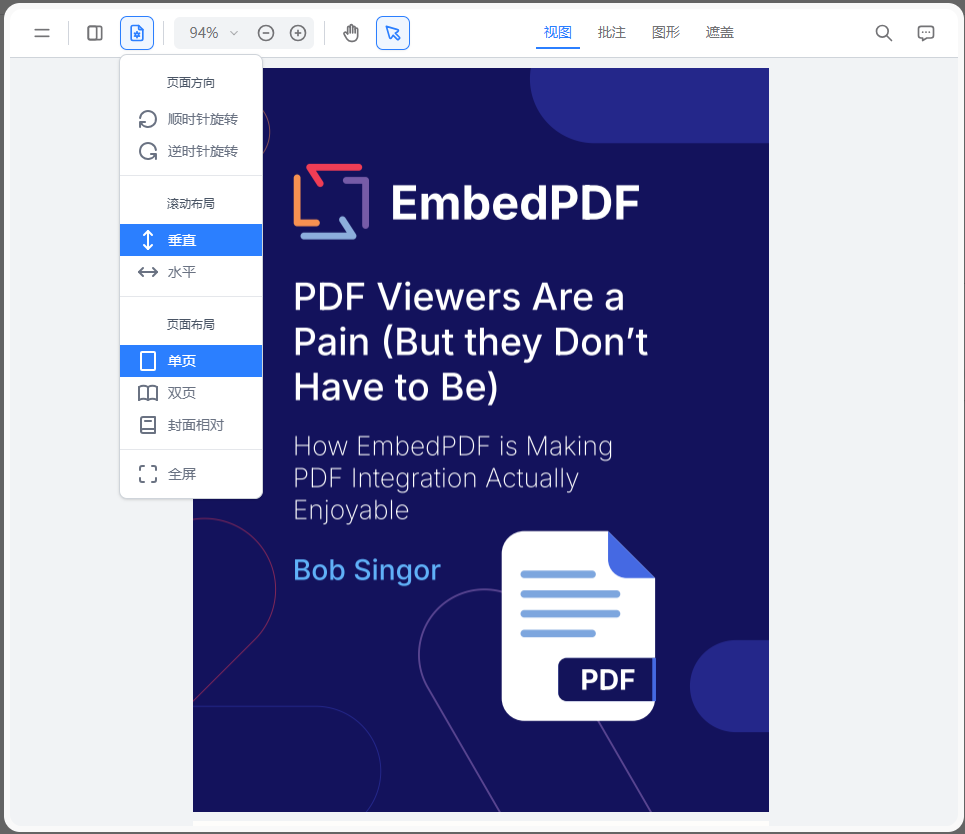 94%
视图 批注 图形 遮盖
页面方向
顺时针旋转
逆时针旋转
滚动布局
垂直
水平
页面布局
单页
双页
封面相对
全屏
EmbedPDF
PDF Viewers Are a
Pain (But they Don’t
Have to Be)
How EmbedPDF is Making
PDF Integration Actually
Enjoyable
Bob Singor
PDF